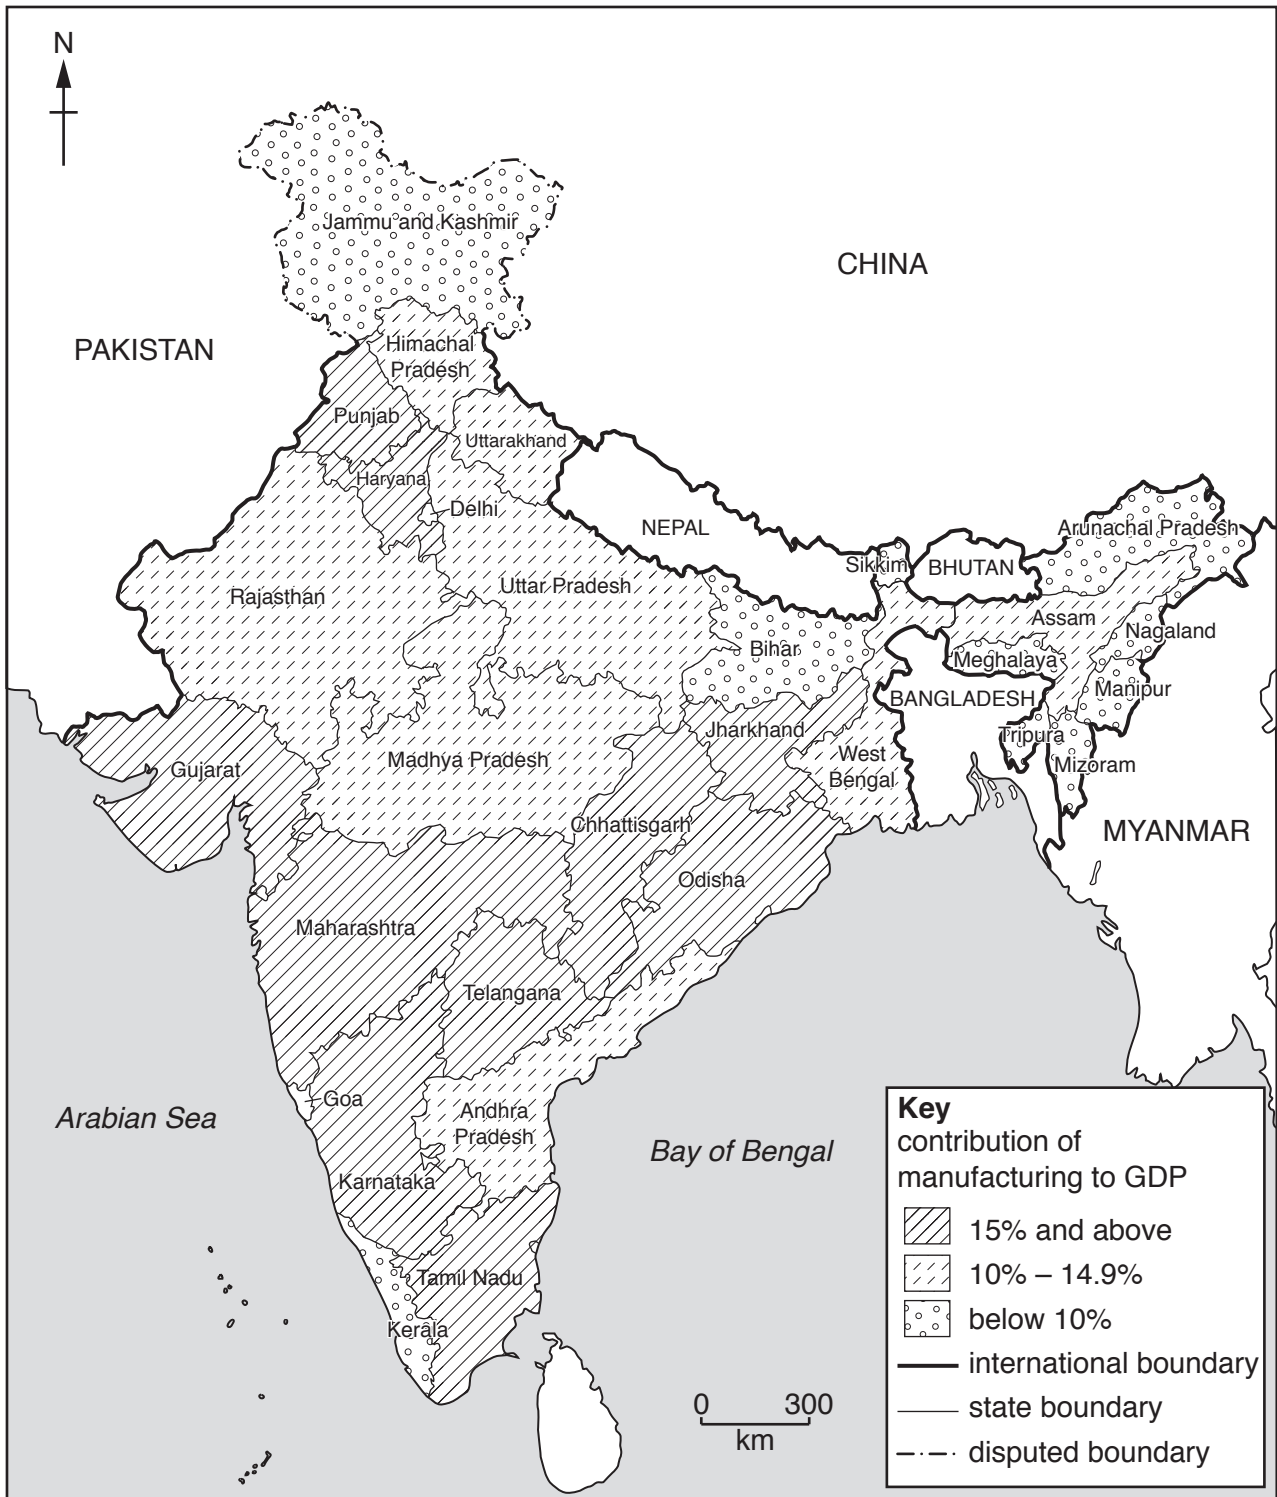 N
Jammu and Kashmir
CHINA
PAKISTAN
Himachal
Pradesh
Punjab
Uttarakhand
Haryana
Delhi
NEPAL
Arunachal Pradesh
Sikkim
BHUTAN
Rajasthan
Uttar Pradesh
Assam
Nagaland
Bihar
Meghalaya
Manipur
BANGLADESH
Jharkhand
Tripura
Gujarat
Madhya Pradesh
West
Bengal
Mizoram
Chhattisgarh
MYANMAR
Odisha
Maharashtra
Telangana
Goa
Arabian Sea
Andhra
Pradesh
Bay of Bengal
Karnataka
Tamil Nadu
Kerala
0 300
km
Key
contribution of
manufacturing to GDP
15% and above
10% – 14.9%
below 10%
international boundary
state boundary
disputed boundary